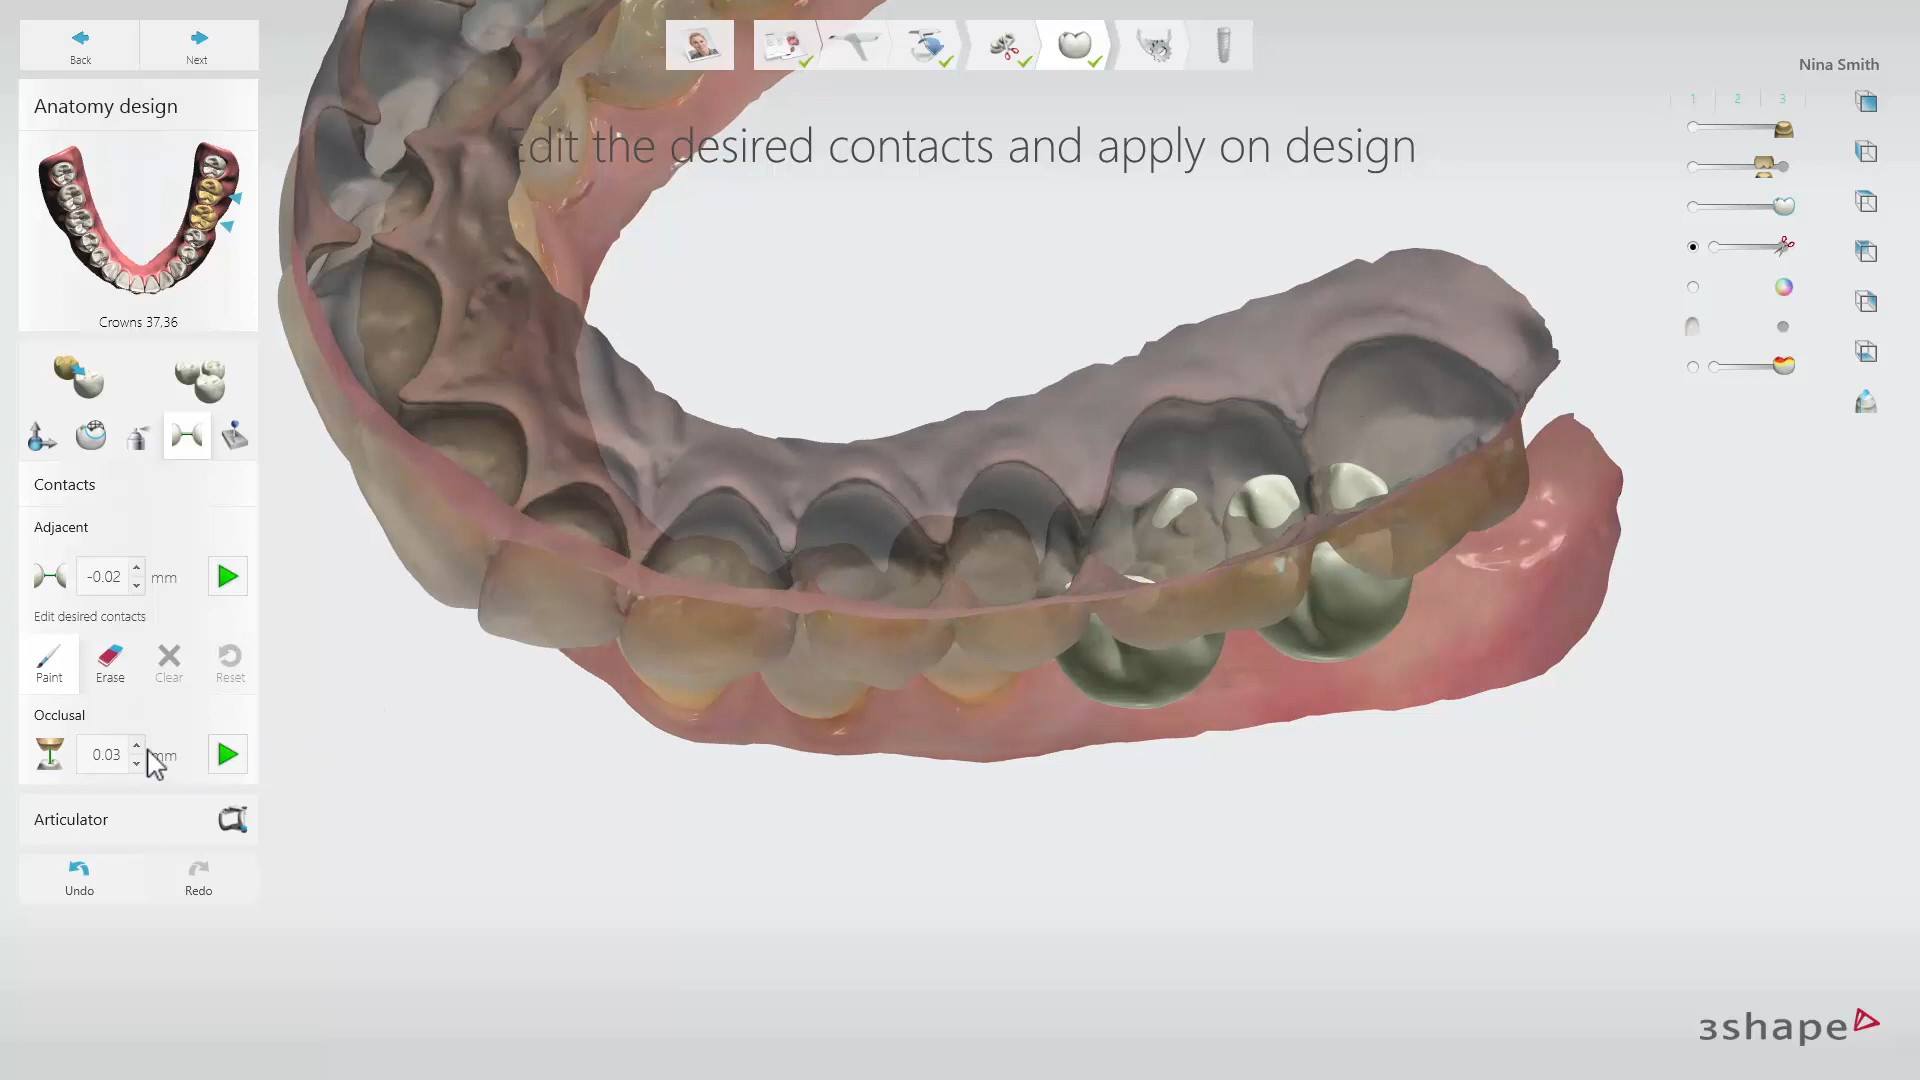 Back
Next
Nina Smith
Anatomy design
1 2 3
Edit the desired contacts and apply on design
Crowns 37,36
Contacts
Adjacent
-0.02 mm
Edit desired contacts
Paint
Erase
Clear
Reset
Occlusal
0.03 mm
Articulator
Undo
Redo
3shape